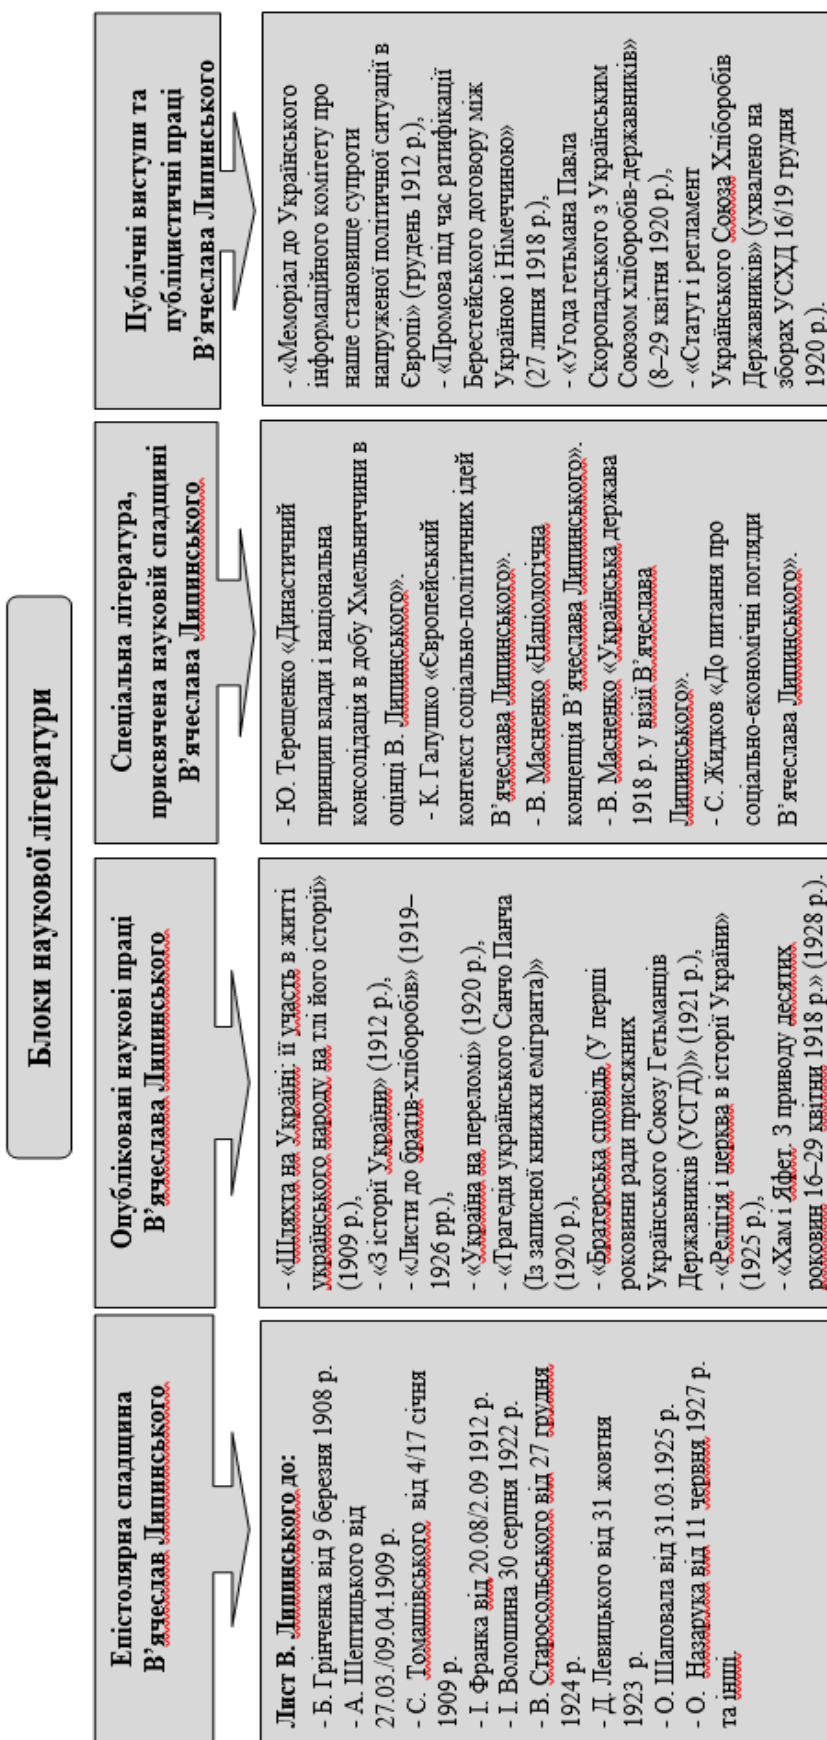 Блоки наукової літератури
Епістолярна спадщина
В’ячеслав Липинського
Лист В. Липинського до:
- Б. Грінченка від 9 березня 1908 р.
- А. Шептицького від
27.03./09.04.1909 р.
- С. Томашівського від 4/17 січня
1909 р.
- І. Франка від 20.08/2.09 1912 р.
- І. Волошина 30 серпня 1922 р.
- В. Старосольського від 27 грудня
1924 р.
- Д. Левицького від 31 жовтня
1923 р.
- О. Шаповала від 31.03.1925 р.
- О. Назарука від 11 червня 1927 р.
та інші
Опубліковані наукові праці
В’ячеслава Липинського
- «Шляхта на Україні: її участь в житті
українського народу на тлі його історії»
(1909 р.),
- «З історії України» (1912 р.),
- «Листи до братів-хліборобів» (1919–
1926 рр.),
- «Україна на переломі» (1920 р.),
- «Трагедія українського Санчо Панча
(Із записної книжки емігранта)»
(1920 р.),
- «Братерська сповідь (У перші
роковини ради присяжних
Українського Союзу Гетьманців
Державників (УСГД))» (1921 р.),
- «Релігія і церква в історії України»
(1925 р.),
- «Хам і Яфет. З приводу десятих
роковин 16–29 квітни 1918 р.» (1928 р.).
Спеціальна література,
присвячена науковій спадщині
В’ячеслава Липинського
- Ю. Терещенко «Династичний
принцип влади і національна
консолідація в добу Хмельниччини в
оцінці В. Липинського».
- К. Галушко «Європейський
контекст соціально-політичних ідей
В’ячеслава Липинського».
- В. Масненко «Націологічна
концепція В’ячеслава Липинського».
- В. Масненко «Українська держава
1918 р. у візії В’ячеслава
Липинського».
- С. Жидков «До питання про
соціально-економічні погляди
В’ячеслава Липинського».
Публічні виступи та
публіцистичні праці
В’ячеслава Липинського
- «Меморіал до Українського
інформаційного комітету про
наше становище супроти
напруженої політичної ситуації в
Європі» (грудень 1912 р.),
- «Промова під час ратифікації
Берестейського договору між
Україною і Німеччиною»
(27 липня 1918 р.),
- «Угода гетьмана Павла
Скоропадського з Українським
Союзом хліборобів-державників»
(8–29 квітня 1920 р.),
- «Статут і регламент
Українського Союза Хліборобів
Державників» (ухвалено на
зборах УСХД 16/19 грудня
1920 р.).